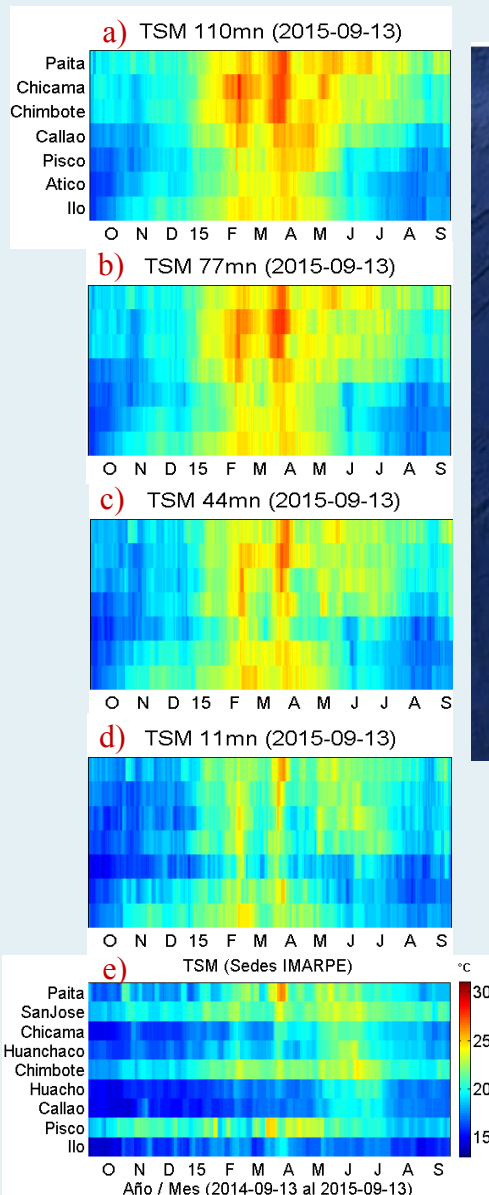 a) TSM 110mn (2015-09-13)
Paita
Chicama
Chimbote
Callao
Pisco
Atico
Ilo
O N D 15 F M A M J J A S
b) TSM 77mn (2015-09-13)
O N D 15 F M A M J J A S
c) TSM 44mn (2015-09-13)
O N D 15 F M A M J J A S
d) TSM 11mn (2015-09-13)
O N D 15 F M A M J J A S
e) TSM (Sedes IMARPE)
°C
Paita
SanJose
Chicama
Huanchaco
Chimbote
Huacho
Callao
Pisco
Ilo
30
25
20
15
O N D 15 F M A M J J A S
Año / Mes (2014-09-13 al 2015-09-13)